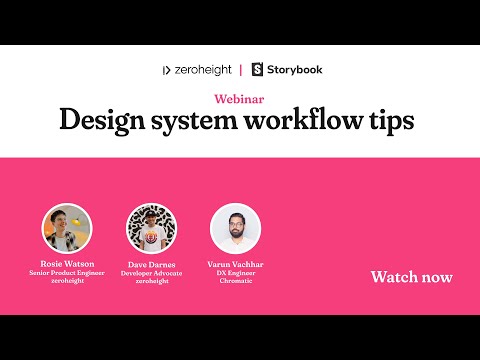 zeroheight | Storybook
Webinar
Design system workflow tips
Rosie Watson
Senior Product Engineer
zeroheight
Dave Darnes
Developer Advocate
zeroheight
Varun Vachhar
DX Engineer
Chromatic
Watch now